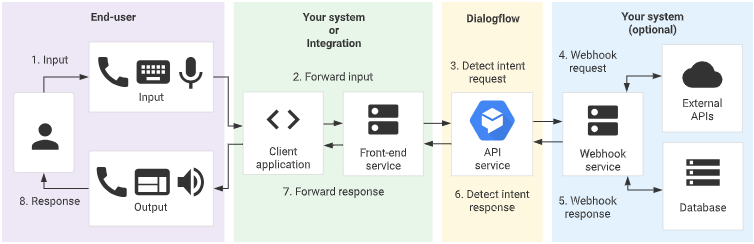 End-user
Your system
or
Integration
Dialogflow
Your system
(optional)
1. Input
Input
2. Forward input
3. Detect intent
request
4. Webhook
request
External
APIs
Client
application
Front-end
service
API
service
Webhook
service
8. Response
Output
7. Forward response
6. Detect intent
response
5. Webhook
response
Database